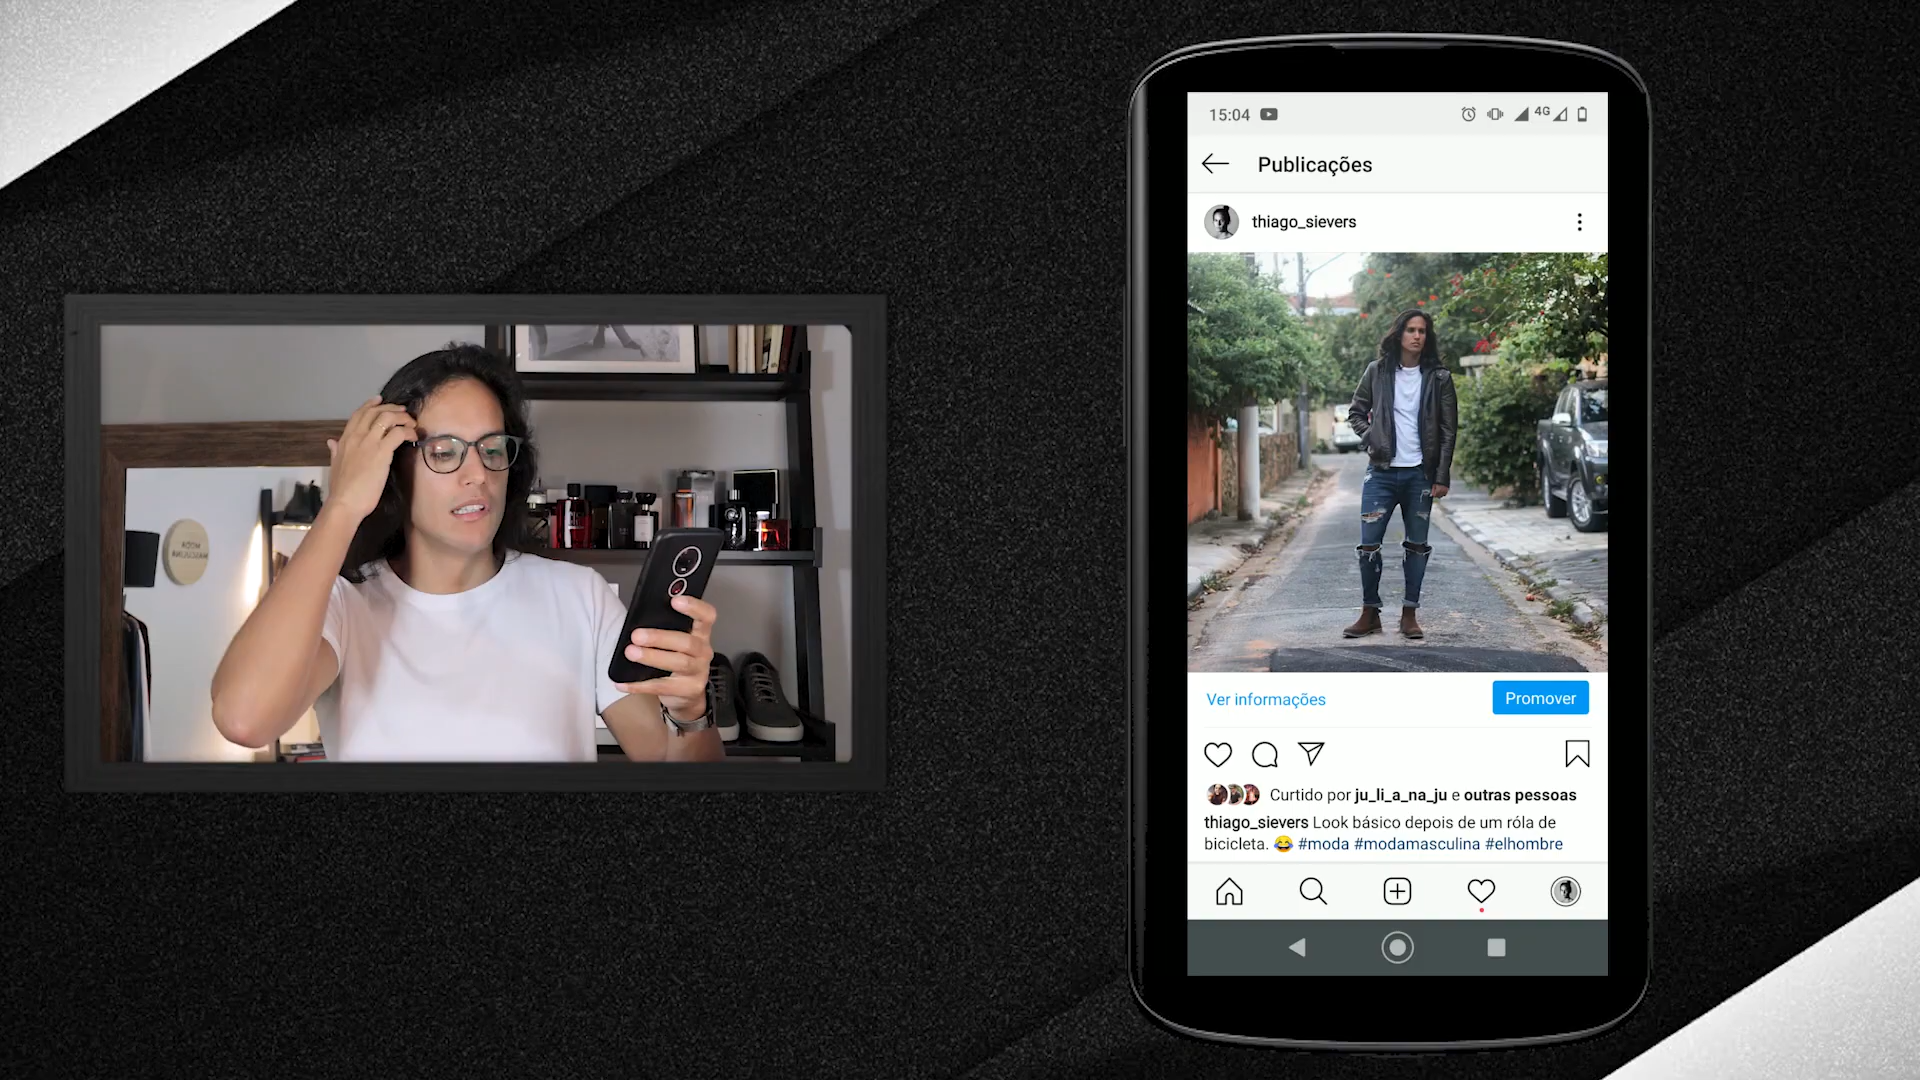 15:04
4G
Publicações
thiago_sievers
Ver informações
Promover
Curtido por ju_li_a_na_ju e outras pessoas
thiago_sievers Look básico depois de um róla de
bicicleta. 😂 #moda #modamasculina #elhombre